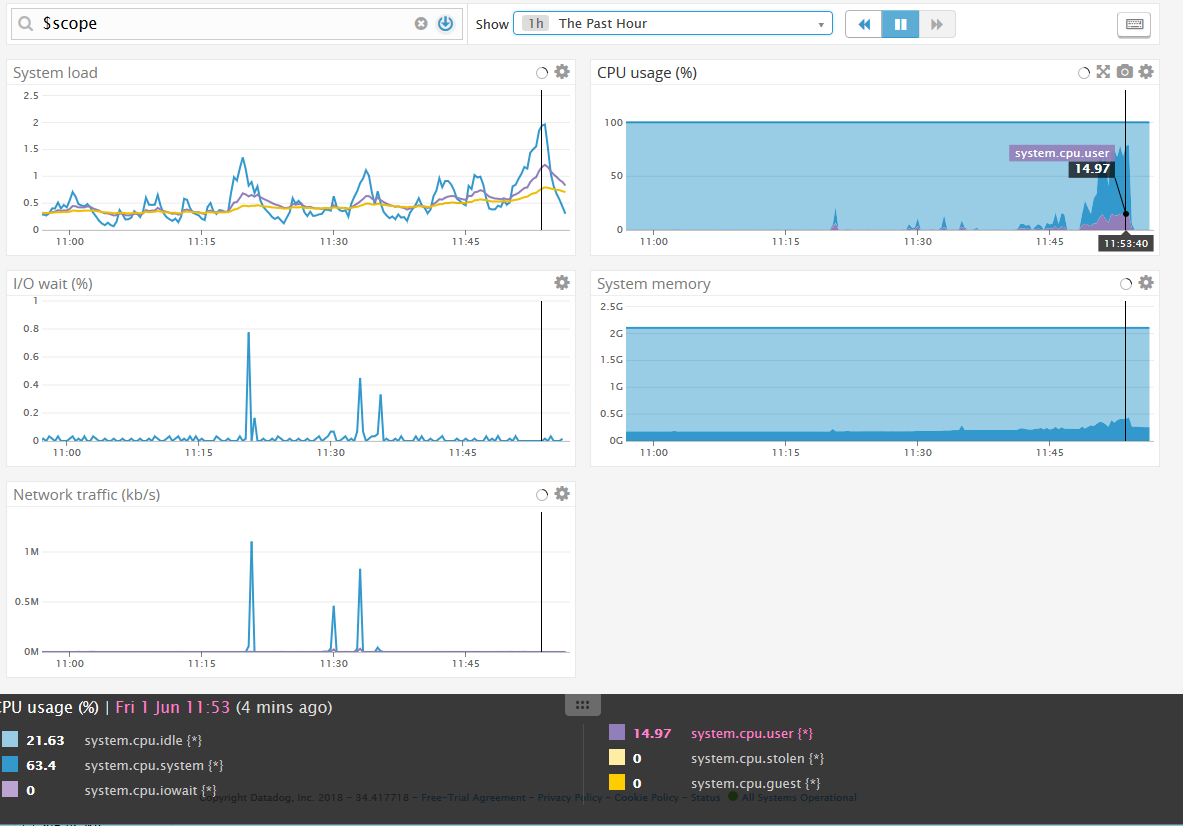 $scope
Show 1h The Past Hour
System load
2.5
2
1.5
1
0.5
0
11:00 11:15 11:30 11:45
CPU usage (%)
100
50
0
system.cpu.user
14.97
11:00 11:15 11:30 11:45
11:53:40
I/O wait (%)
1
0.8
0.6
0.4
0.2
0
11:00 11:15 11:30 11:45
System memory
2.5G
2G
1.5G
1G
0.5G
0G
11:00 11:15 11:30 11:45
Network traffic (kb/s)
1M
0.5M
0M
11:00 11:15 11:30 11:45
CPU usage (%) | Fri 1 Jun 11:53 (4 mins ago)
21.63 system.cpu.idle {*}
63.4 system.cpu.system {*}
0 system.cpu.iowait {*}
14.97 system.cpu.user {*}
0 system.cpu.stolen {*}
0 system.cpu.guest {*}
Copyright Datadog, Inc. 2018 - 34.417718 - Free-Trial Agreement - Privacy Policy - Cookie Policy - Status All Systems Operational